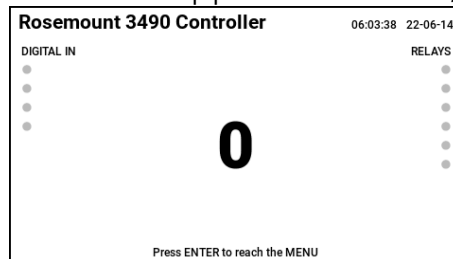 Rosemount 3490 Controller 06:03:38 22-06-14
DIGITAL IN RELAYS
0
Press ENTER to reach the MENU